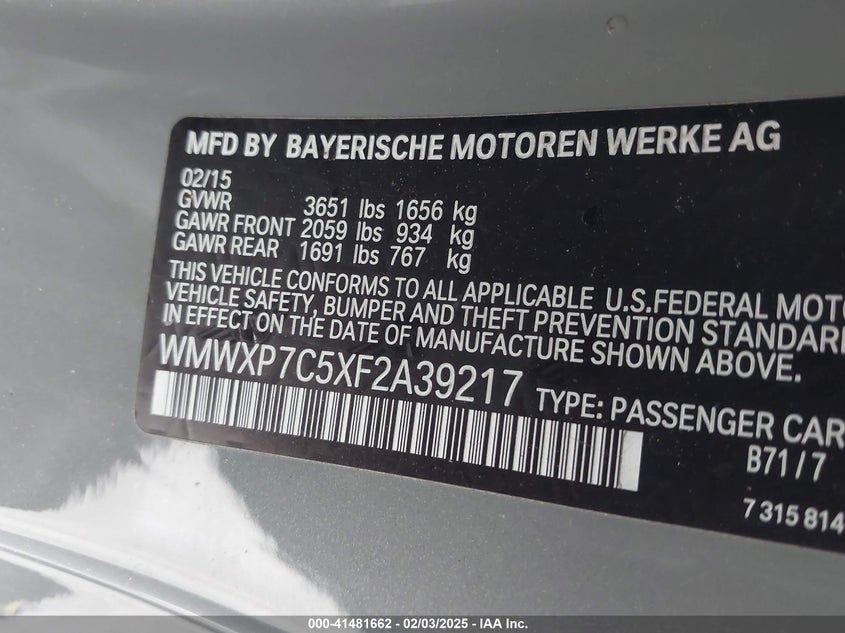 MFD BY BAYERISCHE MOTOREN WERKE AG
02/15
GVWR 3651 lbs 1656 kg
GAWR FRONT 2059 lbs 934 kg
GAWR REAR 1691 lbs 767 kg
THIS VEHICLE CONFORMS TO ALL APPLICABLE U.S.FEDERAL MOTO
VEHICLE SAFETY, BUMPER AND THEFT PREVENTION STANDARD
IN EFFECT ON THE DATE OF MANUFACTURE SHOWN ABOVE.
WMWXP7C5XF2A39217 TYPE: PASSENGER CAR
B71/7
7 315 814
000-41481662 - 02/03/2025 - IAA Inc.